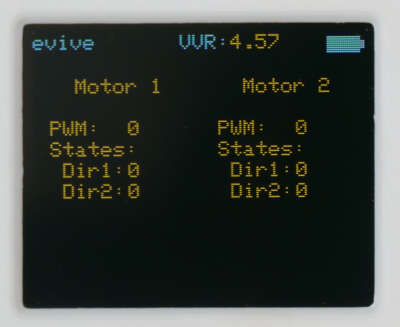 evive VVR:4.57
Motor 1 Motor 2
PWM: 0 PWM: 0
States: States:
Dir1:0 Dir1:0
Dir2:0 Dir2:0